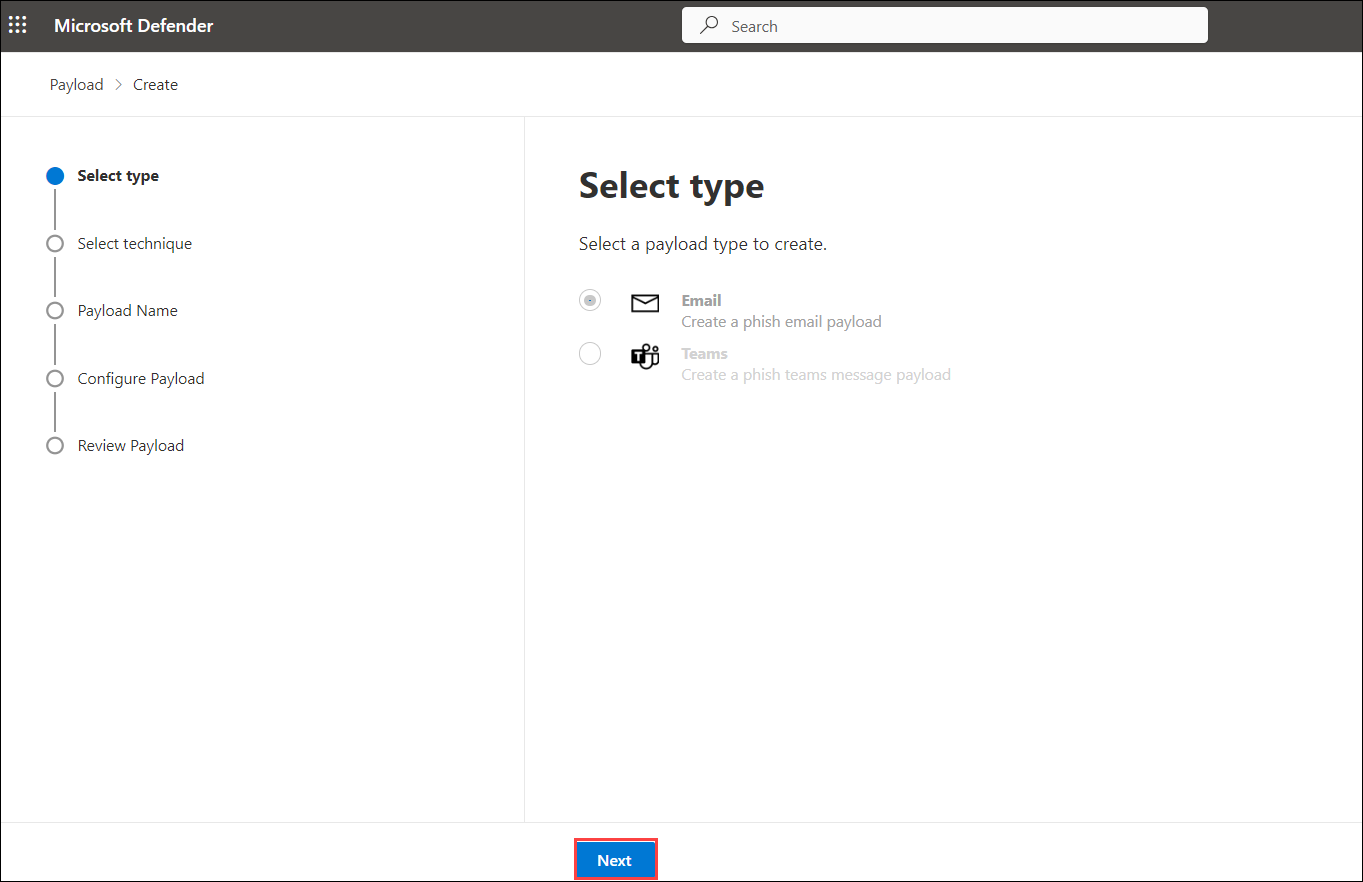 Microsoft Defender
Search
Payload > Create
Select type
Select technique
Payload Name
Configure Payload
Review Payload
Select type
Select a payload type to create.
Email
Create a phish email payload
Teams
Create a phish teams message payload
Next